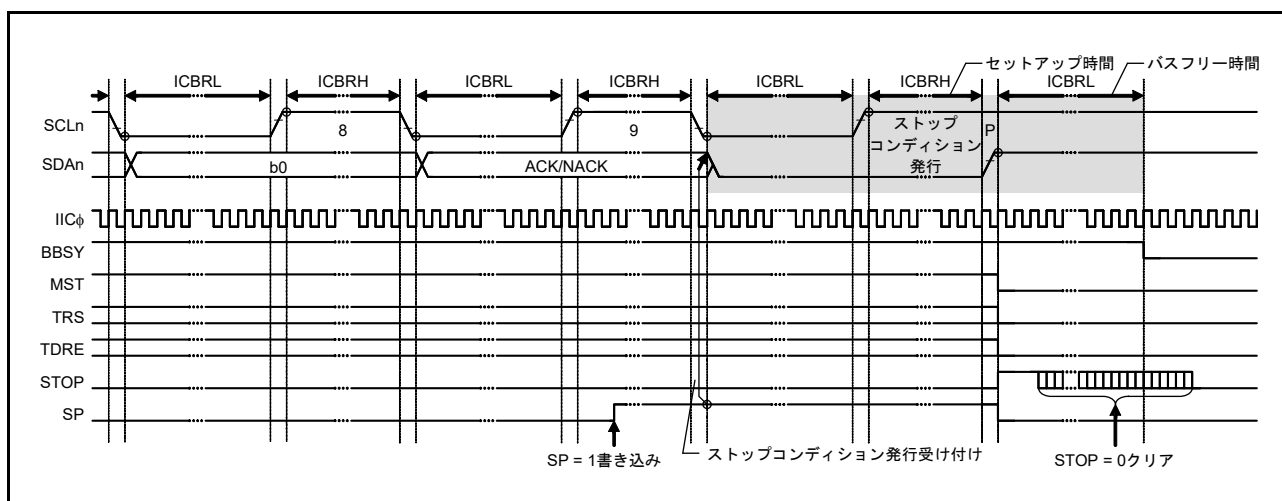 セットアップ時間
バスフリー時間
ICBRL
ICBRH
ICBRL
ICBRH
ICBRL
ICBRH
ICBRL
SCLn
8
9
ストップ
コンディション
発行
P
SDAn
b0
ACK/NACK
IICφ
BBSY
MST
TRS
TDRE
STOP
SP
SP = 1書き込み
ストップコンディション発行受け付け
STOP = 0クリア